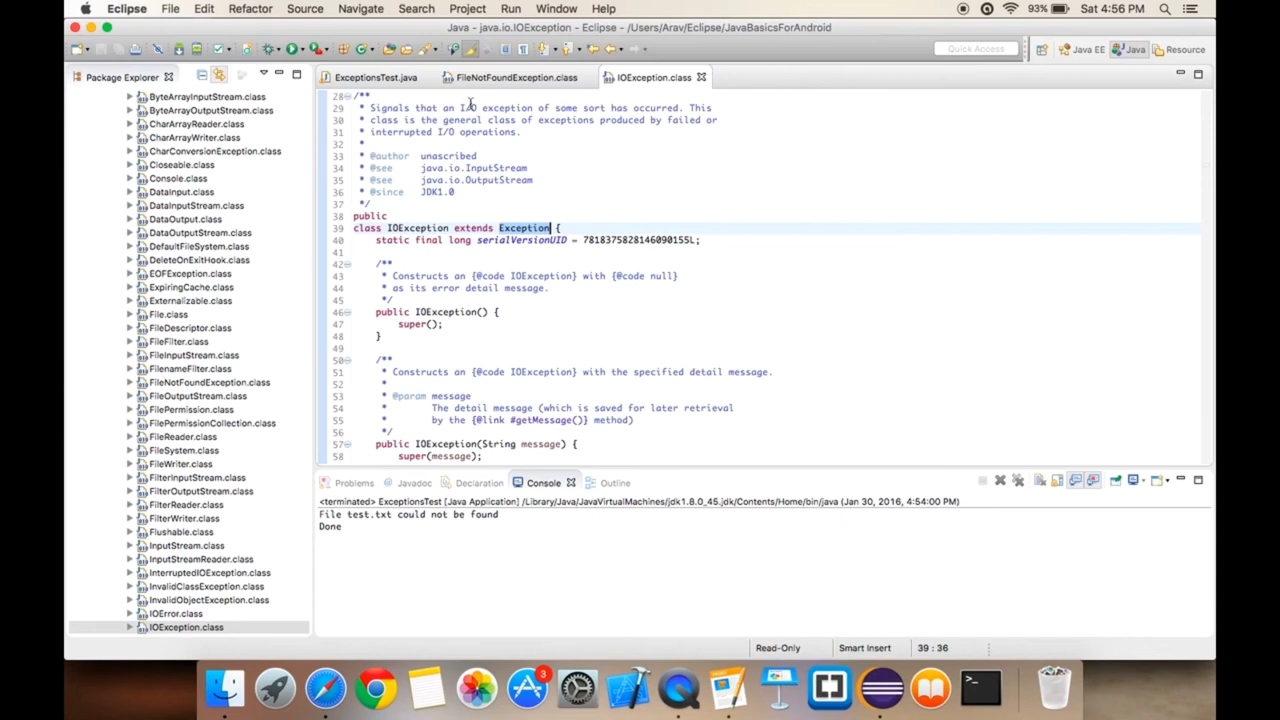 Eclipse File Edit Refactor Source Navigate Search Project Run Window Help 93% Sat 4:56 PM
Java - java.io.IOException - Eclipse - /Users/Arav/Eclipse/JavaBasicsForAndroid
Quick Access Java EE Java Resource
Package Explorer
ByteArrayInputStream.class
ByteArrayOutputStream.class
CharArrayReader.class
CharArrayWriter.class
CharConversionException.class
Closeable.class
Console.class
DataInput.class
DataInputStream.class
DataOutput.class
DataOutputStream.class
DefaultFileSystem.class
DeleteOnExitHook.class
EOFException.class
ExpiringCache.class
Externalizable.class
File.class
FileDescriptor.class
FileFilter.class
FileInputStream.class
FilenameFilter.class
FileNotFoundException.class
FileOutputStream.class
FilePermission.class
FilePermissionCollection.class
FileReader.class
FileSystem.class
FileWriter.class
FilterInputStream.class
FilterOutputStream.class
FilterReader.class
FilterWriter.class
Flushable.class
InputStream.class
InputStreamReader.class
InterruptedIOException.class
InvalidClassException.class
InvalidObjectException.class
IOError.class
IOException.class
ExceptionsTest.java FileNotFoundException.class IOException.class
28 /**
29 * Signals that an I/O exception of some sort has occurred. This
30 * class is the general class of exceptions produced by failed or
31 * interrupted I/O operations.
32 *
33 * @author unascribed
34 * @see java.io.InputStream
35 * @see java.io.OutputStream
36 * @since JDK1.0
37 */
38 public
39 class IOException extends Exception {
40 static final long serialVersionUID = 7818375828146090155L;
41
42 /**
43 * Constructs an {@code IOException} with {@code null}
44 * as its error detail message.
45 */
46 public IOException() {
47 super();
48 }
49
50 /**
51 * Constructs an {@code IOException} with the specified detail message.
52 *
53 * @param message
54 * The detail message (which is saved for later retrieval
55 * by the {@link #getMessage()} method)
56 */
57 public IOException(String message) {
58 super(message);
Problems Javadoc Declaration Console Outline
<terminated> ExceptionsTest [Java Application] /Library/Java/JavaVirtualMachines/jdk1.8.0_45.jdk/Contents/Home/bin/java (Jan 30, 2016, 4:54:00 PM)
File test.txt could not be found
Done
Read-Only Smart Insert 39 : 36
3